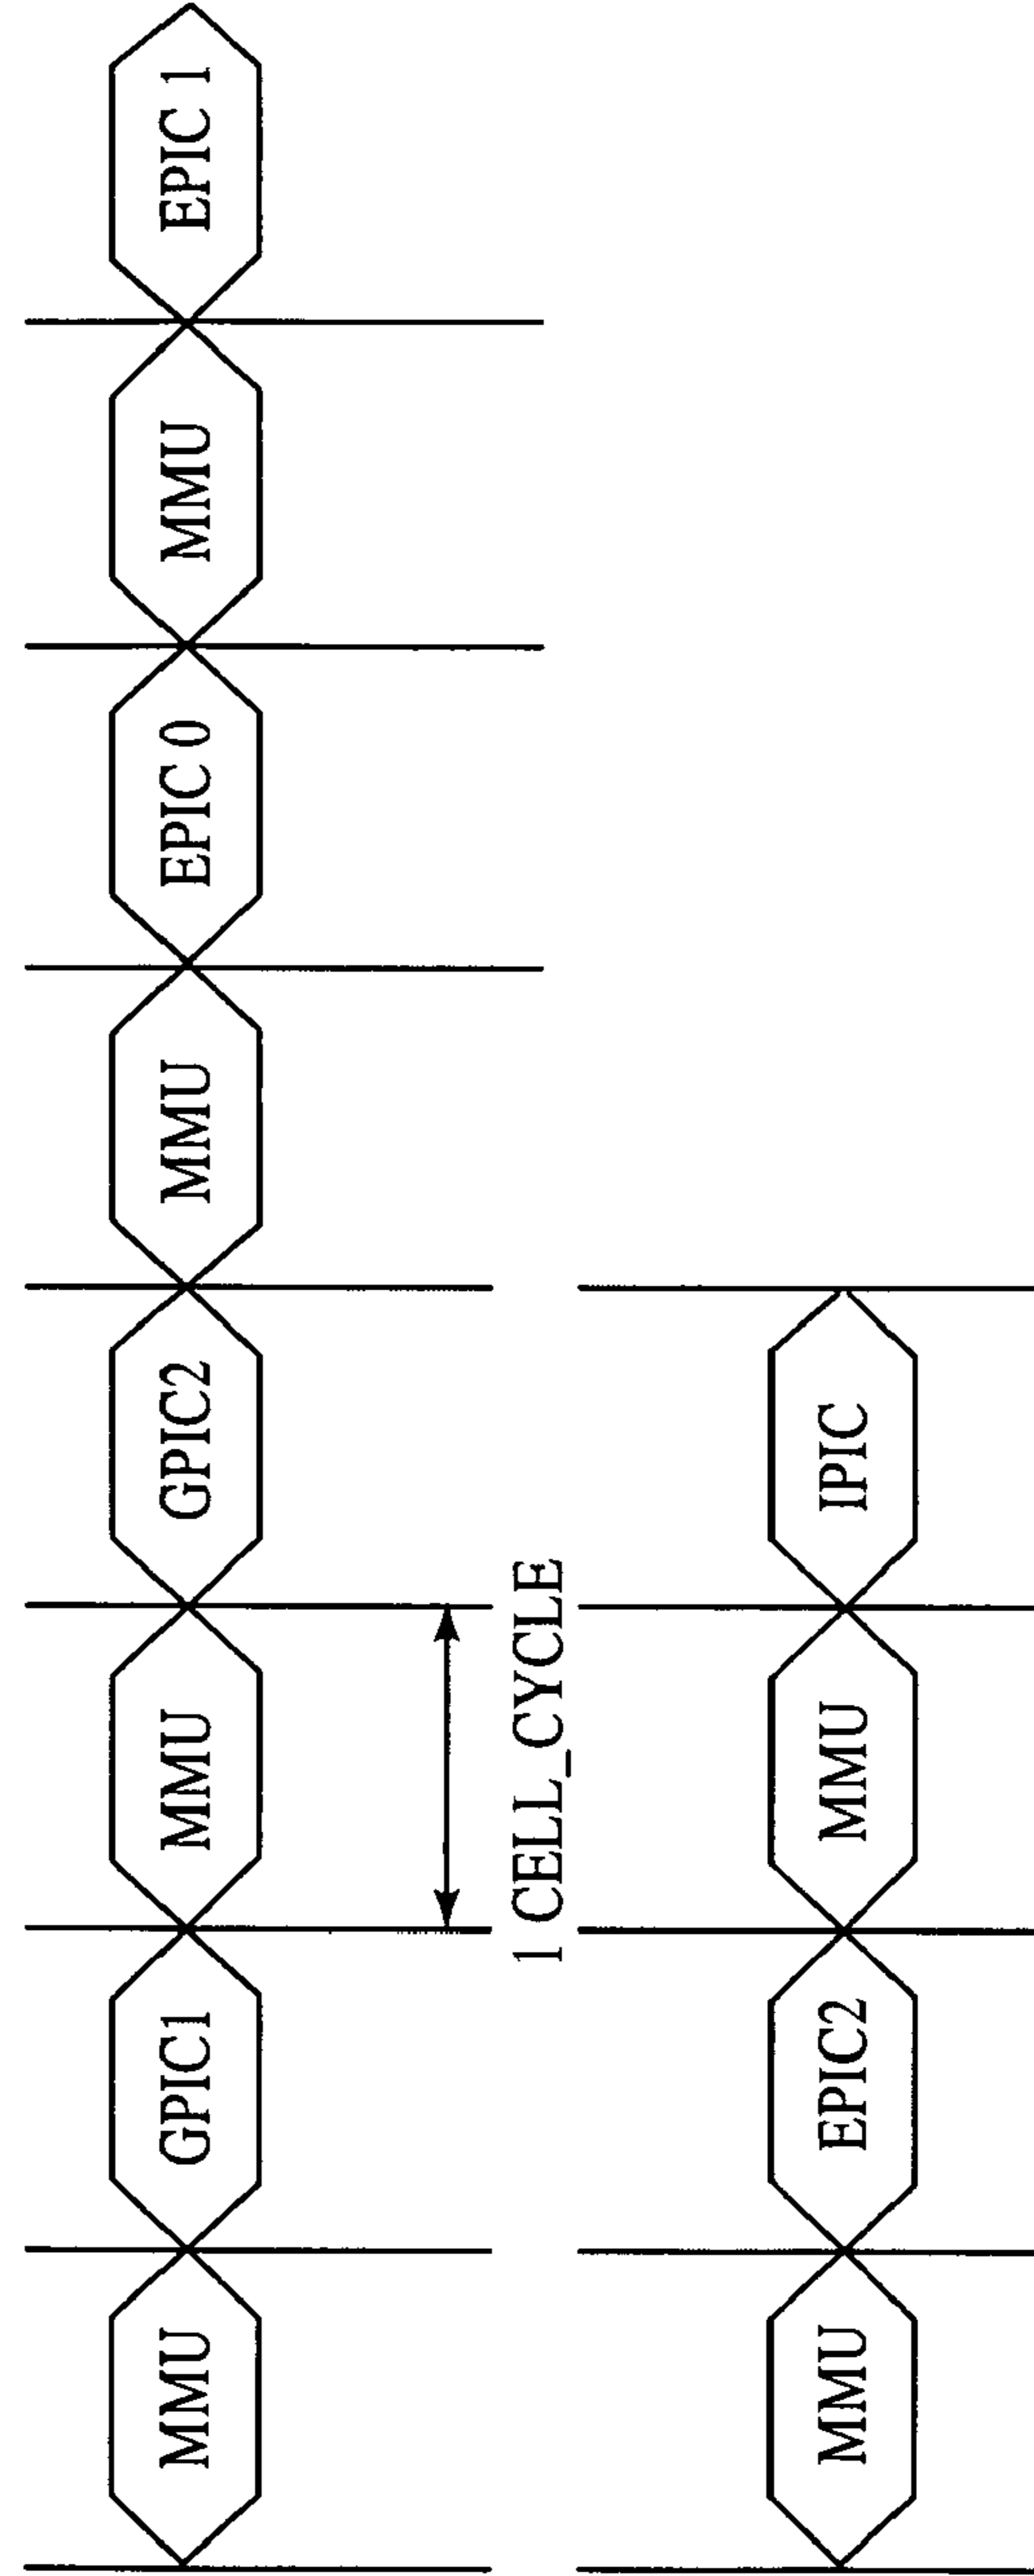 MMU
GPIC1
MMU
GPIC2
MMU
EPIC 0
MMU
EPIC 1
1 CELL_CYCLE
MMU
EPIC2
MMU
IPIC